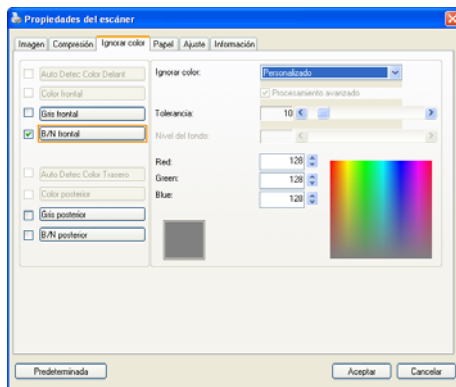 Propiedades del escáner
Imagen Compresión Ignorar color Papel Ajuste Información
Auto Detec Color Delant
Color frontal
Gris frontal
B/N frontal
Auto Detec Color Trasero
Color posterior
Gris posterior
B/N posterior
Ignorar color: Personalizado
Procesamiento avanzado
Tolerancia: 10
Nivel del fondo:
Red: 128
Green: 128
Blue: 128
Predeterminada Aceptar Cancelar